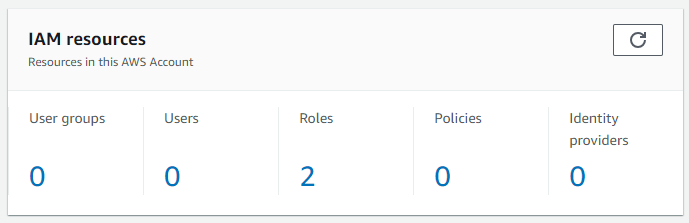 IAM resources
Resources in this AWS Account
User groups
0
Users
0
Roles
2
Policies
0
Identity
providers
0